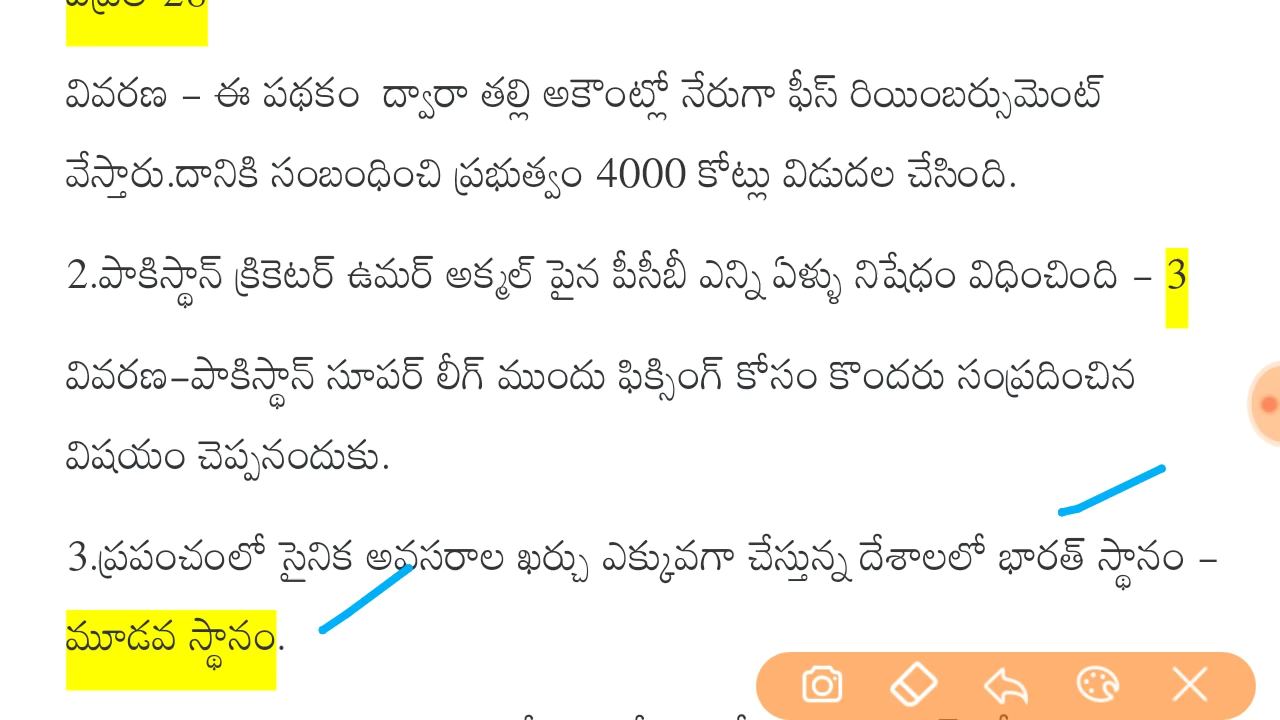 వివరణ – ఈ పథకం ద్వారా తల్లి అకౌంట్లో నేరుగా ఫీస్ రియింబర్సుమెంట్
వేస్తారు.దానికి సంబంధించి ప్రభుత్వం 4000 కోట్లు విడుదల చేసింది.
2.పాకిస్థాన్ క్రికెటర్ ఉమర్ అక్మల్ పైన పీసీబీ ఎన్ని ఏళ్ళు నిషేధం విధించింది – 3
వివరణ–పాకిస్థాన్ సూపర్ లీగ్ ముందు ఫిక్సింగ్ కోసం కొందరు సంప్రదించిన
విషయం చెప్పనందుకు.
3.ప్రపంచంలో సైనిక అవసరాల ఖర్చు ఎక్కువగా చేస్తున్న దేశాలలో భారత్ స్థానం –
మూడవ స్థానం.